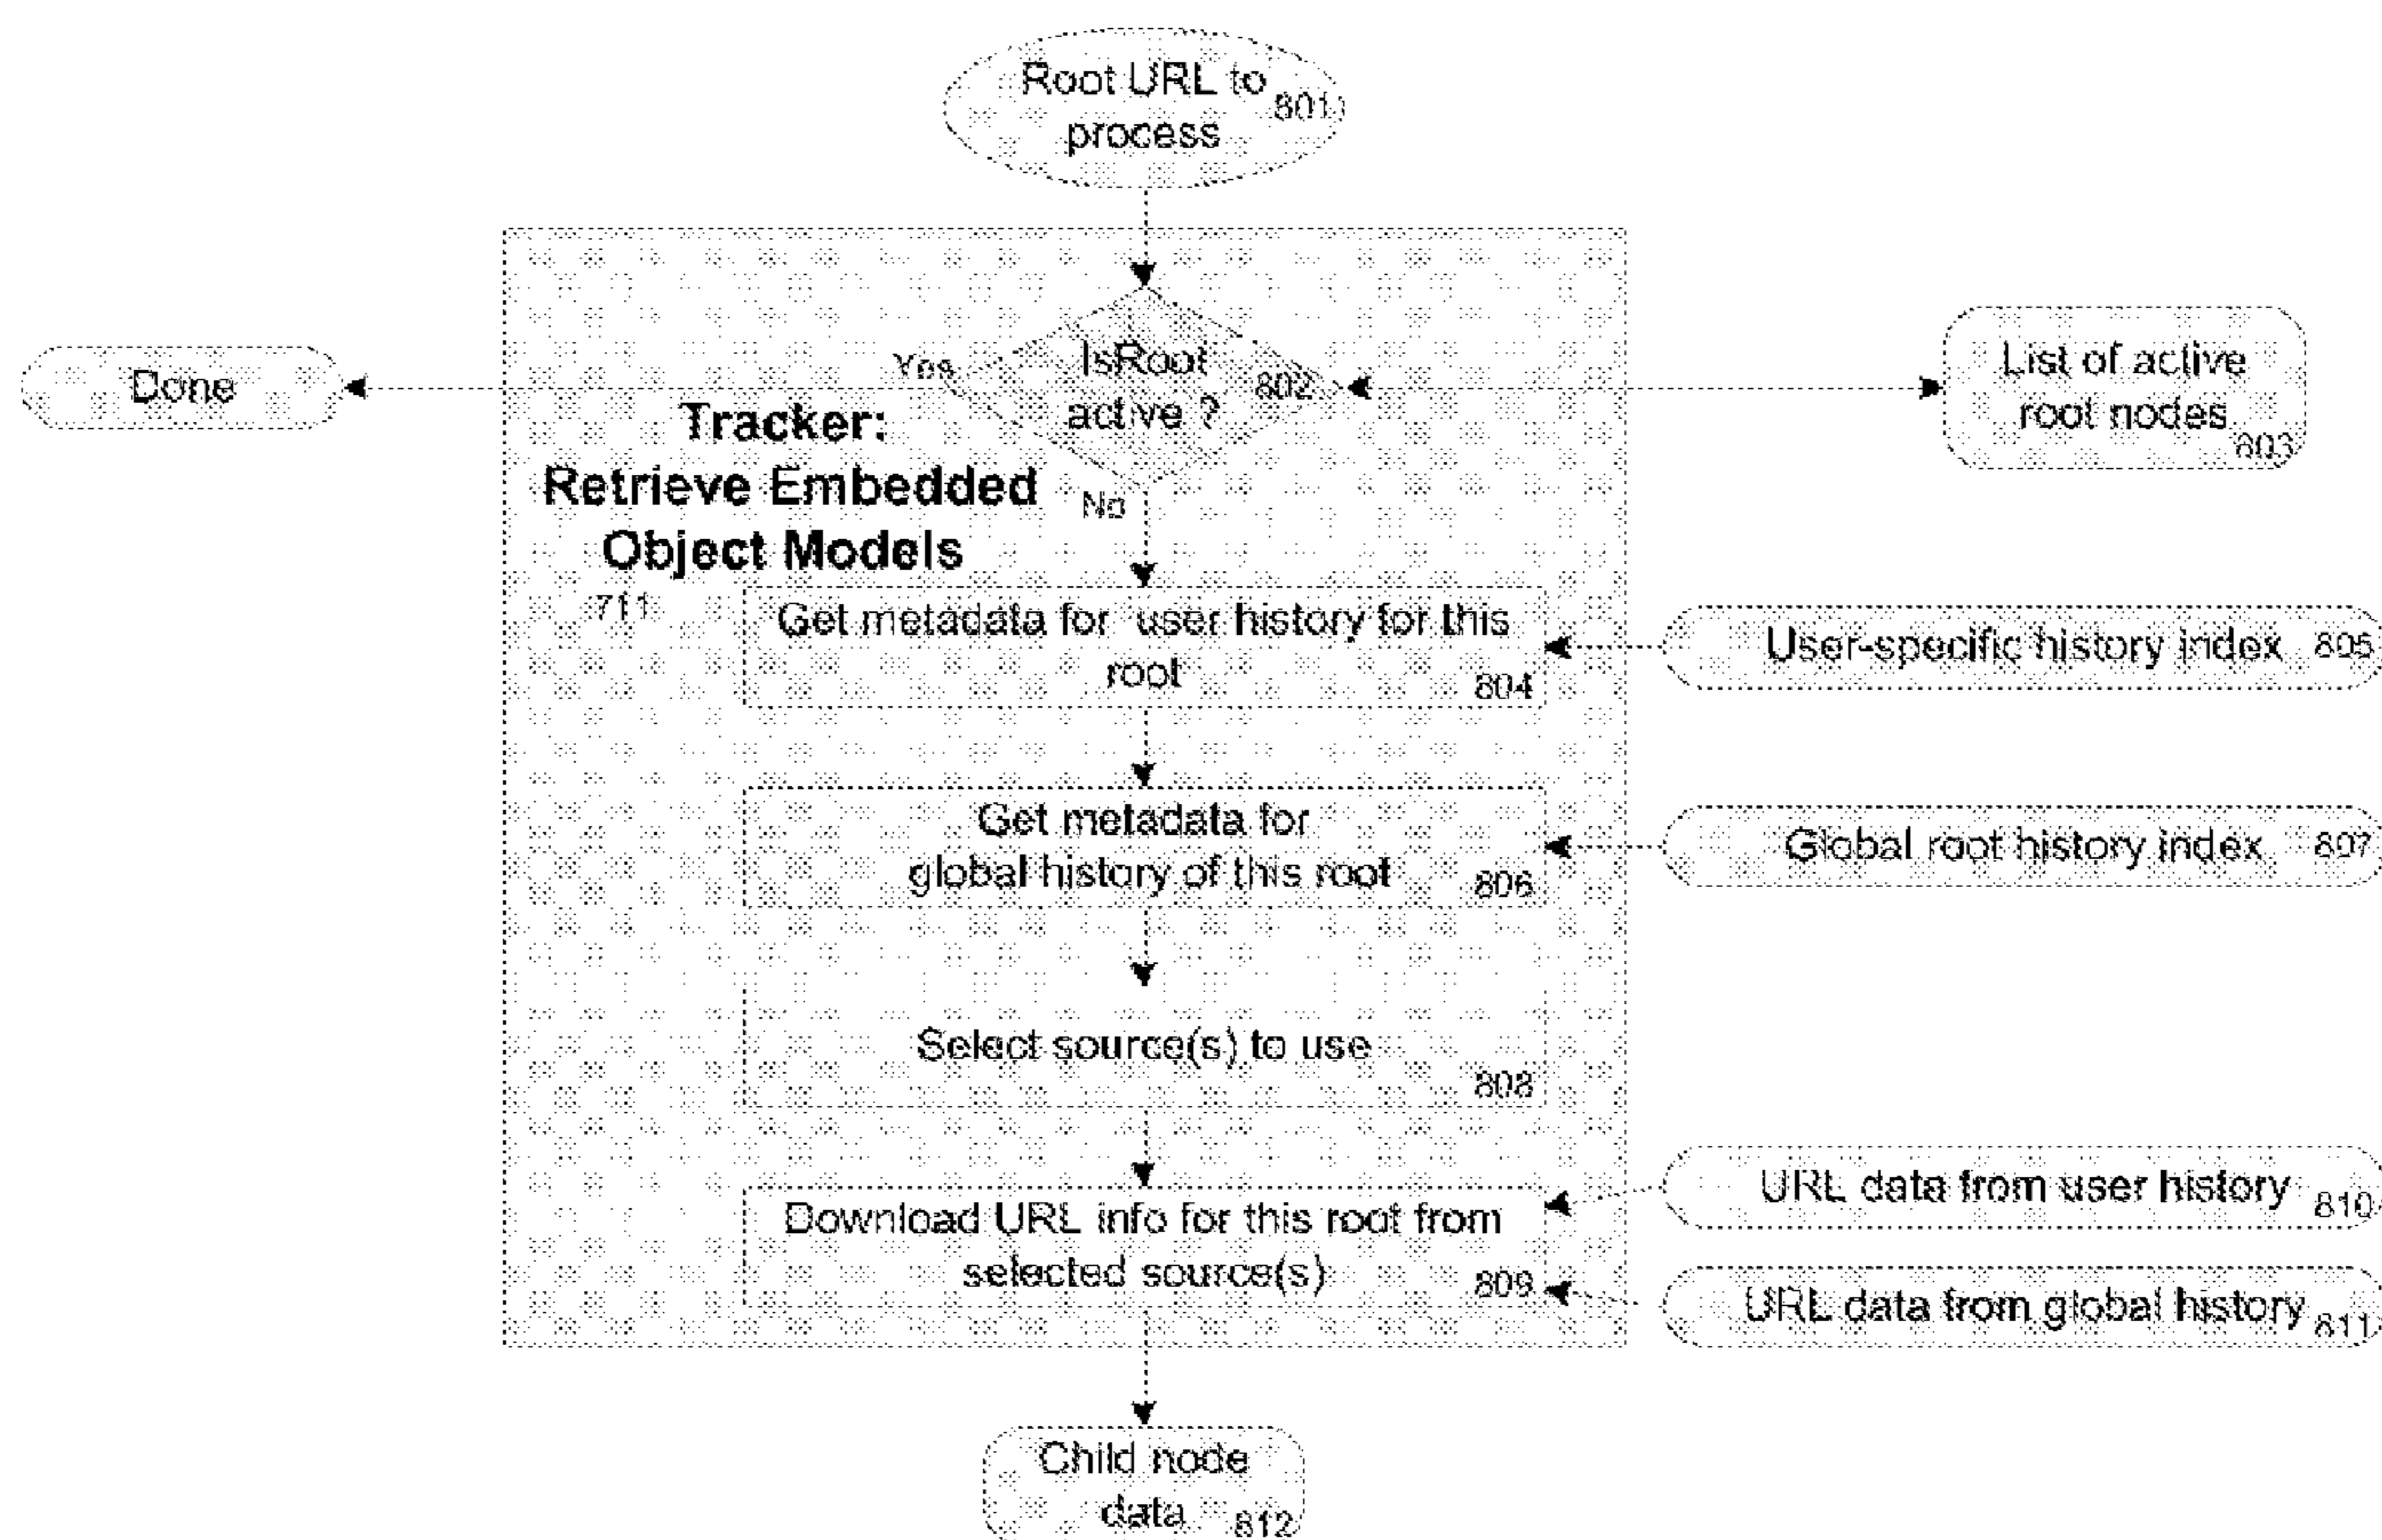 Root URL to
process
801
Yes
IsRoot
active ?
802
Done
List of active
root nodes
803
Tracker:
Retrieve Embedded
Object Models
711
No
Get metadata for user history for this
root
804
User-specific history index 805
Get metadata for
global history of this root
806
Global root history index 807
Select source(s) to use
808
Download URL info for this root from
selected source(s)
809
URL data from user history 810
URL data from global history 811
Child node
data
812